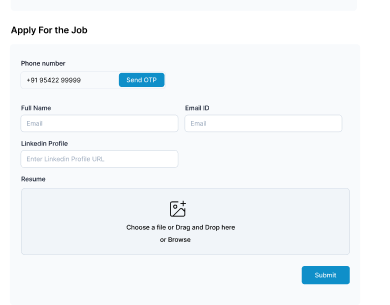 Apply For the Job
Phone number
+91 95422 99999
Send OTP
Full Name
Email ID
Email
Email
Linkedin Profile
Enter Linkedin Profile URL
Resume
Choose a file or Drag and Drop here
or Browse
Submit